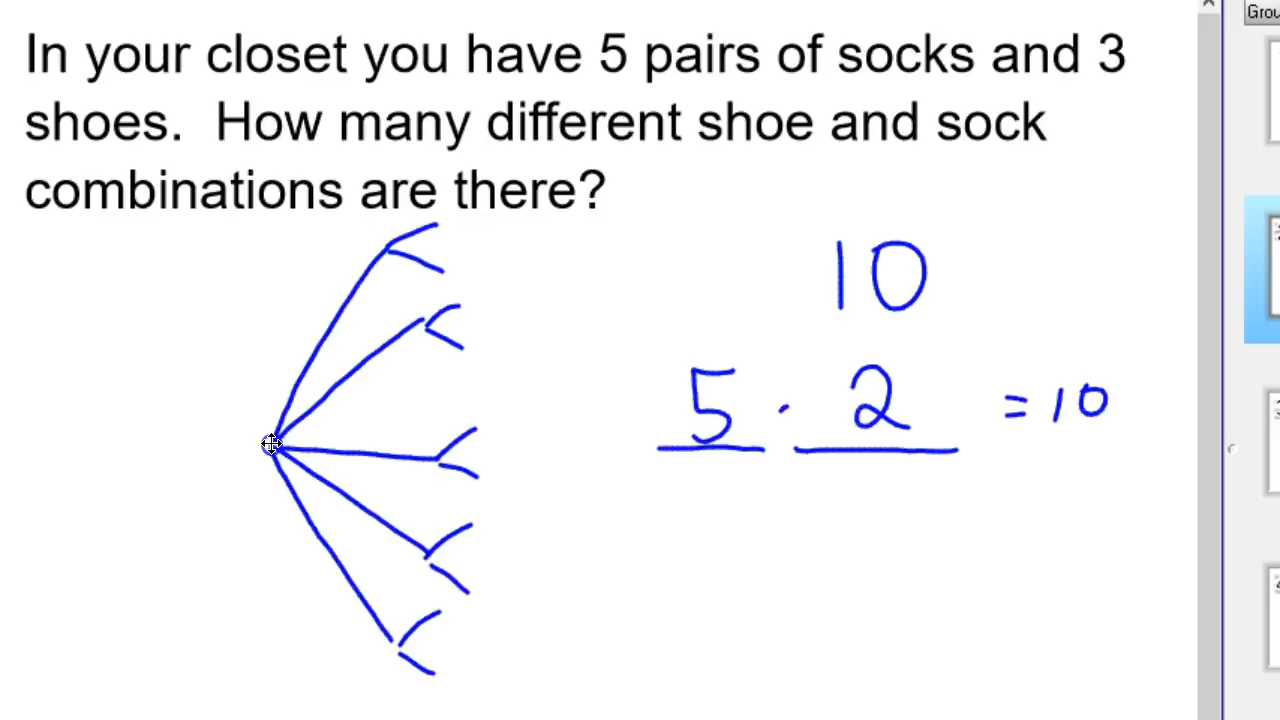 In your closet you have 5 pairs of socks and 3
shoes. How many different shoe and sock
combinations are there?
10
5 · 2 = 10
Grou